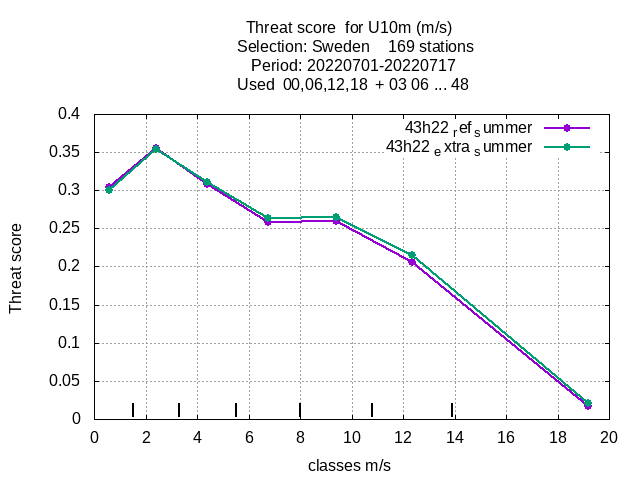 Threat score  for U10m (m/s)
Selection: Sweden    169 stations
Period: 20220701-20220717
Used  00,06,12,18  + 03 06 ... 48
43h22 ref summer
43h22 extra summer
Threat score
0.4
0.35
0.3
0.25
0.2
0.15
0.1
0.05
0
0 2 4 6 8 10 12 14 16 18 20
classes m/s